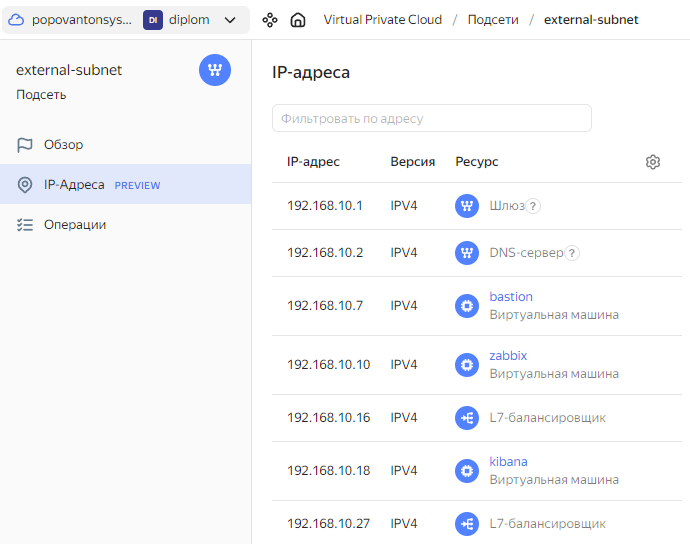 popovantonsys... DI diplom Virtual Private Cloud / Подсети / external-subnet
external-subnet
Подсеть
Обзор
IP-Адреса PREVIEW
Операции
IP-адреса
Фильтровать по адресу
IP-адрес Версия Ресурс
192.168.10.1 IPV4 Шлюз ?
192.168.10.2 IPV4 DNS-сервер ?
192.168.10.7 IPV4 bastion
Виртуальная машина
192.168.10.10 IPV4 zabbix
Виртуальная машина
192.168.10.16 IPV4 L7-балансировщик
192.168.10.18 IPV4 kibana
Виртуальная машина
192.168.10.27 IPV4 L7-балансировщик